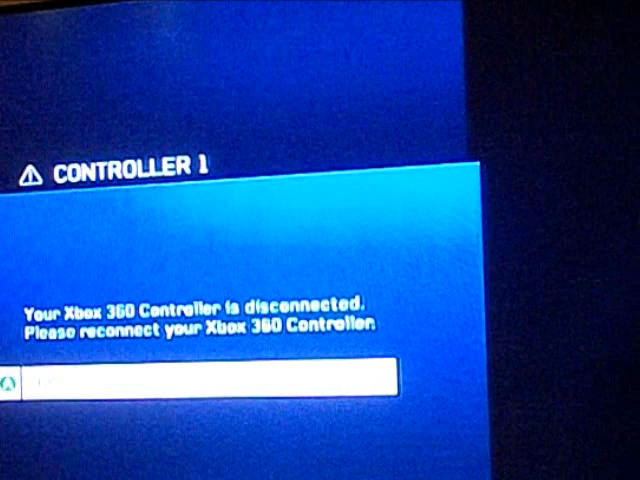 CONTROLLER 1
Your Xbox 360 Controller is disconnected.
Please reconnect your Xbox 360 Controller.
A